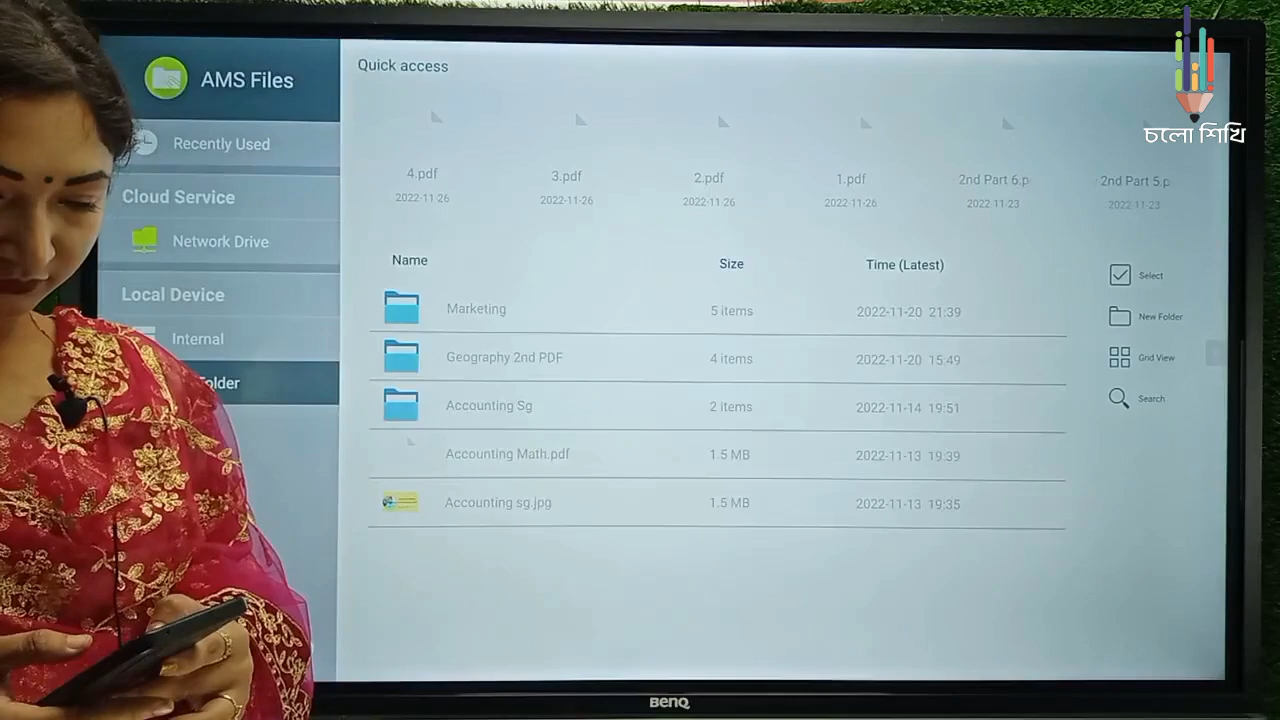 AMS Files
Recently Used
Cloud Service
Network Drive
Local Device
Internal
older
Quick access
4.pdf 3.pdf 2.pdf 1.pdf 2nd Part 6.p 2nd Part 5.p
2022-11-26 2022-11-26 2022-11-26 2022-11-26 2022-11-23 2022-11-23
Name Size Time (Latest)
Marketing 5 items 2022-11-20 21:39
Geography 2nd PDF 4 items 2022-11-20 15:49
Accounting Sg 2 items 2022-11-14 19:51
Accounting Math.pdf 1.5 MB 2022-11-13 19:39
Accounting sg.jpg 1.5 MB 2022-11-13 19:35
Select
New Folder
Grid View
Search
চলো শিখি
BenQ